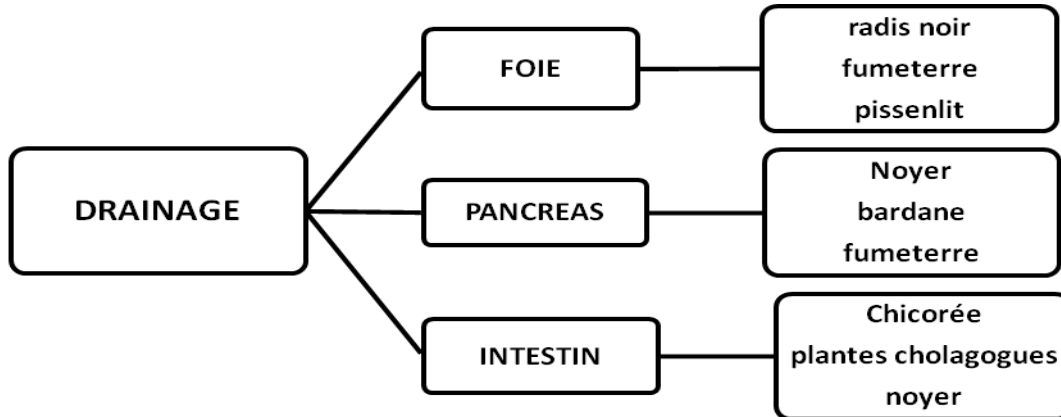 DRAINAGE
FOIE
radis noir
fumeterre
pissenlit
PANCREAS
Noyer
bardane
fumeterre
INTESTIN
Chicorée
plantes cholagogues
noyer